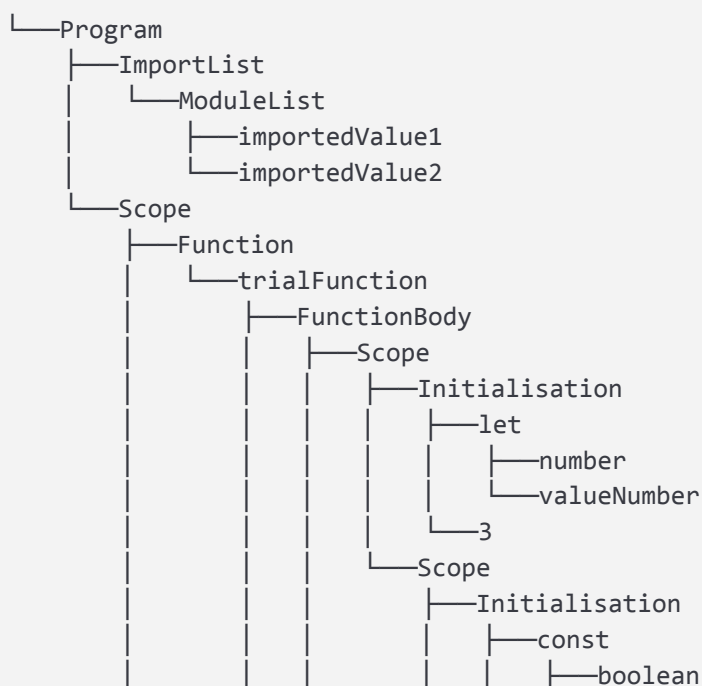 └──Program
    ├──ImportList
    │   └──ModuleList
    │       ├──importedValue1
    │       └──importedValue2
    └──Scope
        ├──Function
        │   └──trialFunction
        │       ├──FunctionBody
        │       │   ├──Scope
        │       │   │   ├──Initialisation
        │       │   │   │   ├──let
        │       │   │   │   │   ├──number
        │       │   │   │   │   └──valueNumber
        │       │   │   │   └──3
        │       │   │   └──Scope
        │       │   │       ├──Initialisation
        │       │   │       │   ├──const
        │       │   │       │   │   ├──boolean